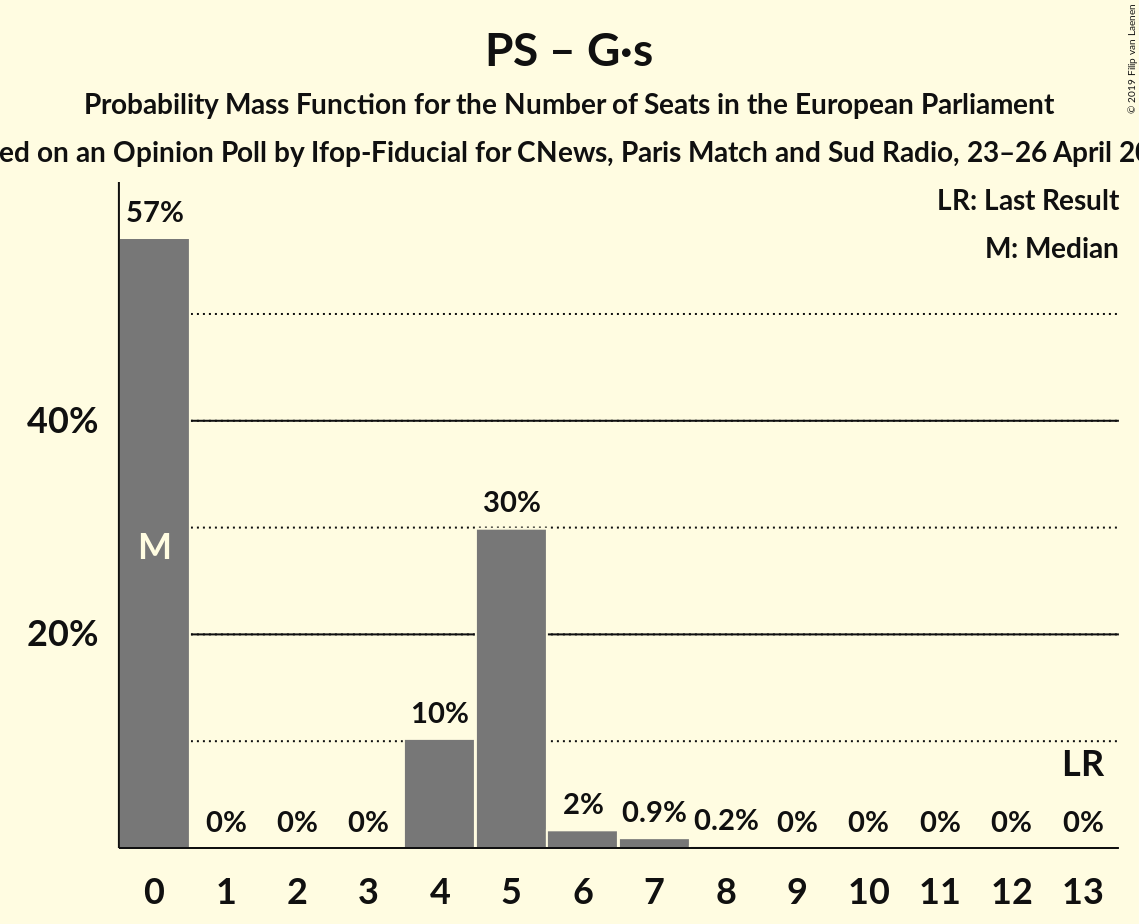 PS – G·s
Probability Mass Function for the Number of Seats in the European Parliament
ed on an Opinion Poll by Ifop-Fiducial for CNews, Paris Match and Sud Radio, 23–26 April 20
© 2019 Filip van Laenen
LR: Last Result
M: Median
57%
40%
M
30%
20%
10%
LR
0% 0% 0% 2% 0.9% 0.2% 0% 0% 0% 0% 0%
0 1 2 3 4 5 6 7 8 9 10 11 12 13